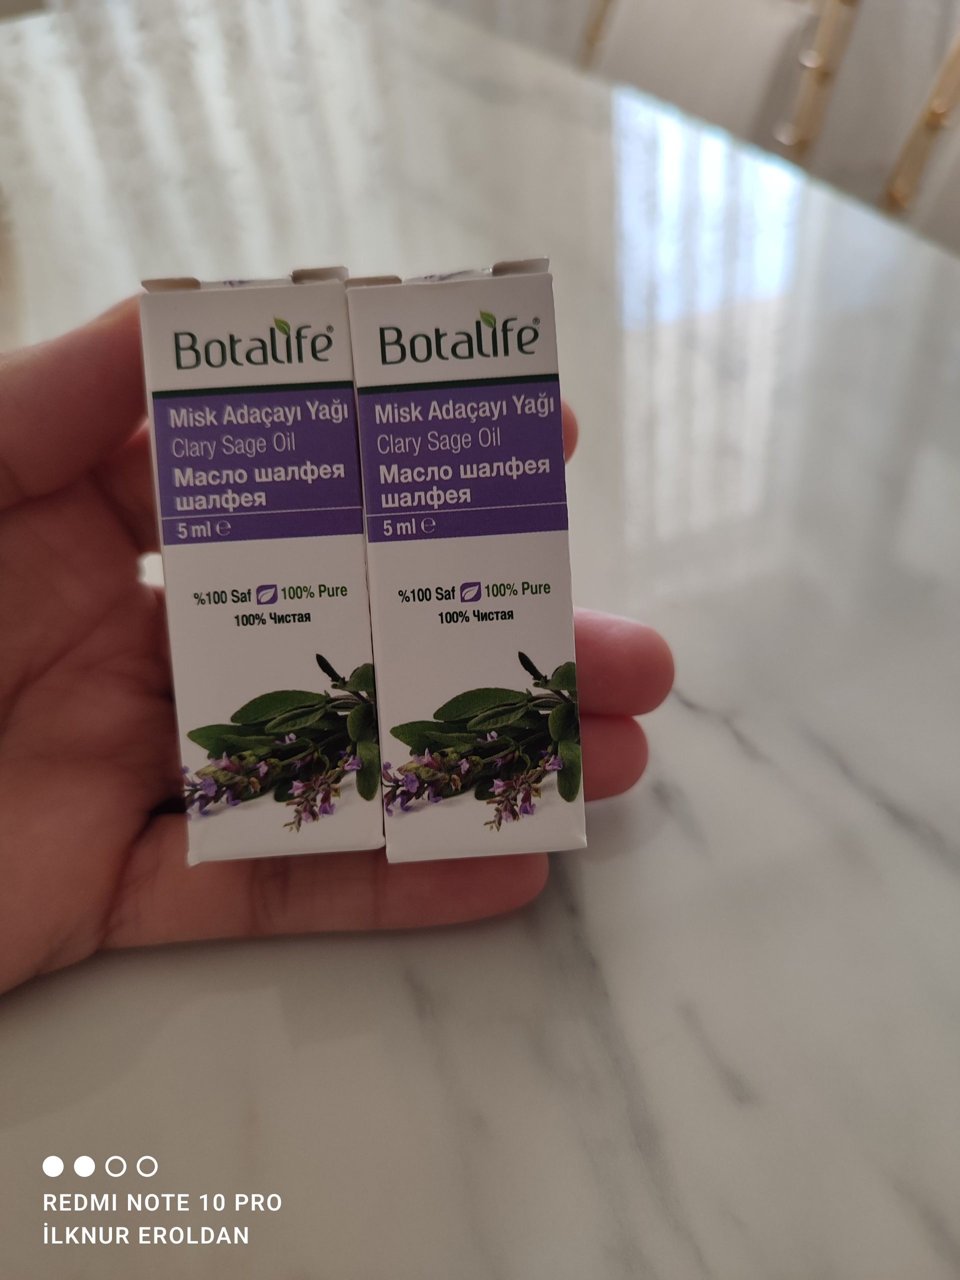 Botalife®
Misk Adaçayı Yağı
Clary Sage Oil
Масло шалфея
шалфея
5 ml ℮
%100 Saf 100% Pure
100% Чистая
Botalife®
Misk Adaçayı Yağı
Clary Sage Oil
Масло шалфея
шалфея
5 ml ℮
%100 Saf 100% Pure
100% Чистая
REDMI NOTE 10 PRO
İLKNUR EROLDAN